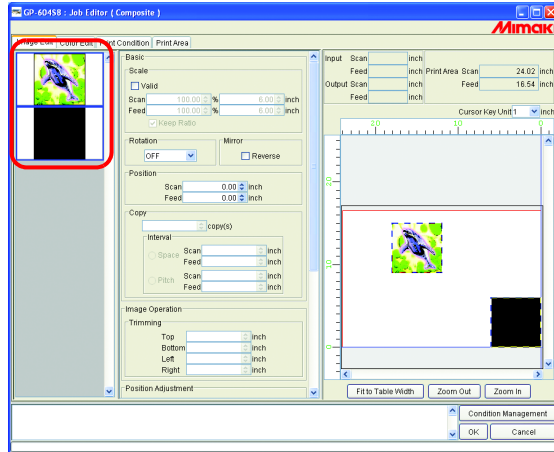 GP-604SB : Job Editor ( Composite )
Mimaki
Image Edit Color Edit Print Condition Print Area
Basic
Scale
Valid
Scan 100.00 % 6.00 inch
Feed 100.00 % 6.00 inch
Keep Ratio
Rotation
OFF
Mirror
Reverse
Position
Scan 0.00 inch
Feed 0.00 inch
Copy
copy(s)
Interval
Space Scan inch
Feed inch
Pitch Scan inch
Feed inch
Image Operation
Trimming
Top inch
Bottom inch
Left inch
Right inch
Position Adjustment
Input Scan inch
Feed inch
Output Scan inch
Feed inch
Print Area Scan 24.02 inch
Feed 16.54 inch
Cursor Key Unit 1 inch
20 10 0
20
10
0
Fit to Table Width Zoom Out Zoom In
Condition Management
OK Cancel